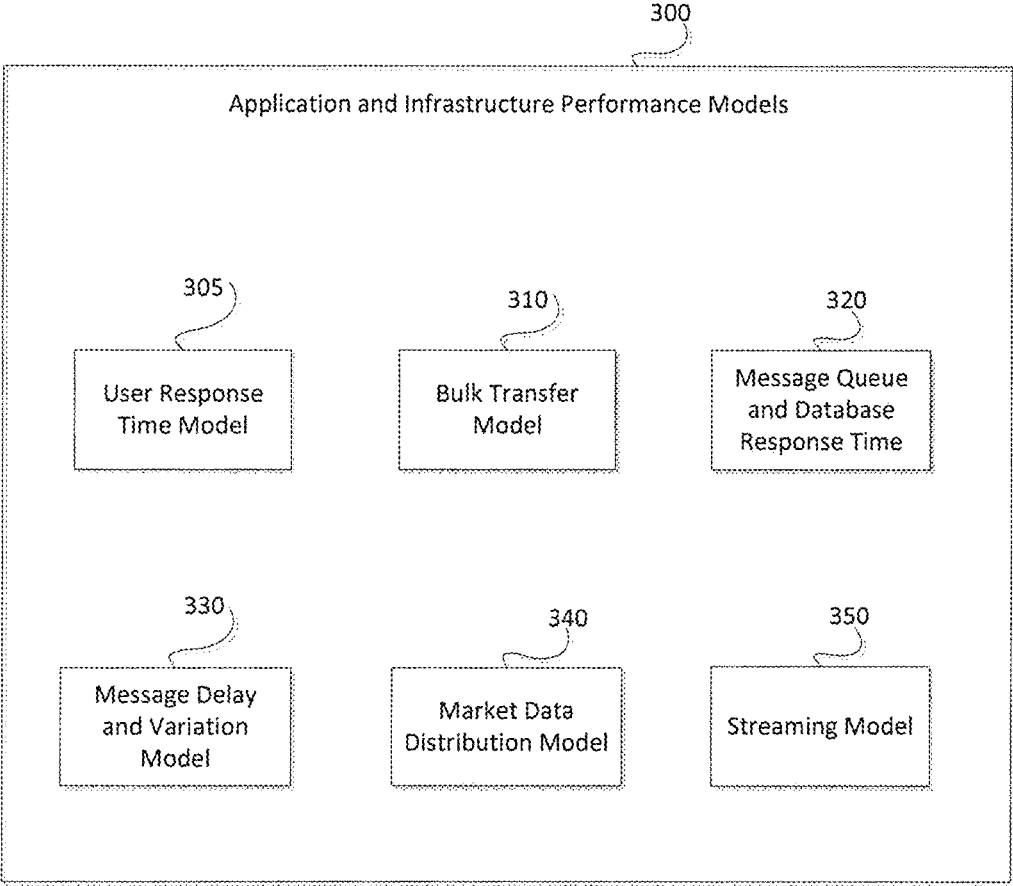 300
Application and Infrastructure Performance Models
305
310
320
User Response
Time Model
Bulk Transfer
Model
Message Queue
and Database
Response Time
330
340
350
Message Delay
and Variation
Model
Market Data
Distribution Model
Streaming Model